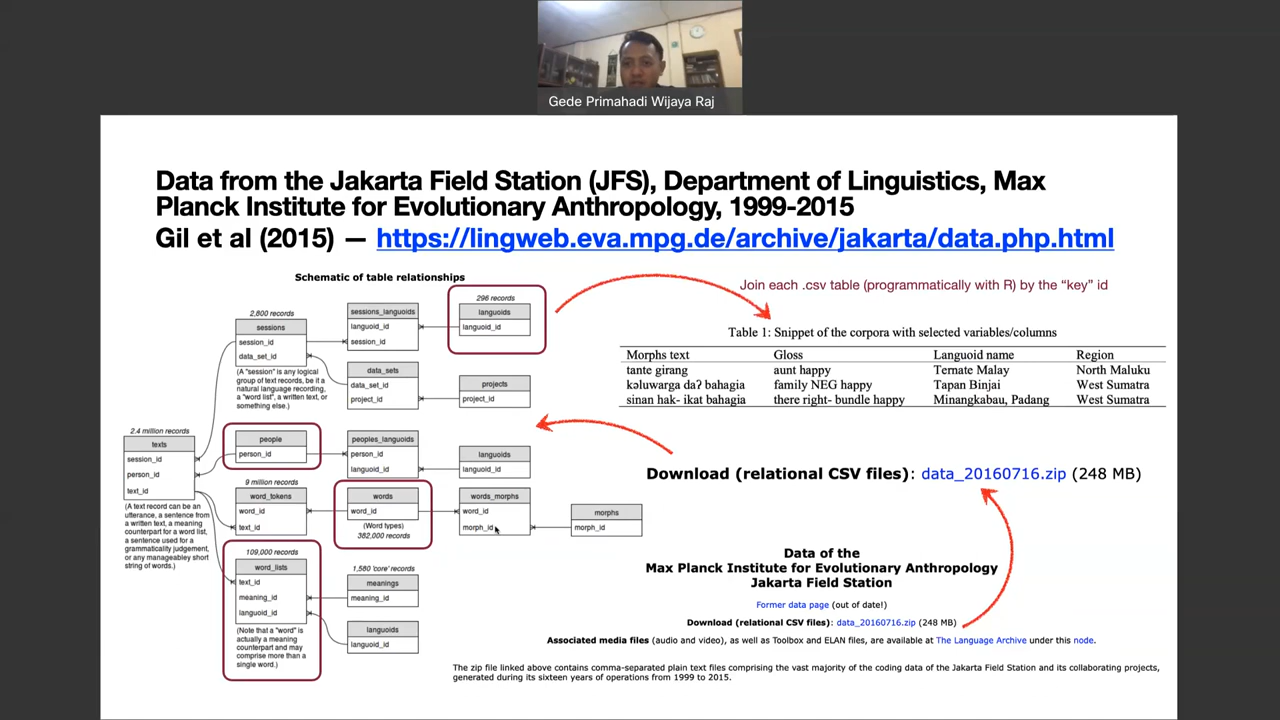 Gede Primahadi Wijaya Raj
Data from the Jakarta Field Station (JFS), Department of Linguistics, Max
Planck Institute for Evolutionary Anthropology, 1999-2015
Gil et al (2015) — https://lingweb.eva.mpg.de/archive/jakarta/data.php.html
Schematic of table relationships
2,800 records
sessions
session_id
data_set_id
(A "session" is any logical
group of text records, be it a
natural language recording,
a "word list", a written text, or
something else.)
sessions_languoids
languoid_id
session_id
296 records
languoids
languoid_id
data_sets
data_set_id
project_id
projects
project_id
2.4 million records
texts
session_id
person_id
text_id
(A text record can be an
utterance, a sentence from
a written text, a meaning
counterpart for a word list,
a sentence used for a
grammaticality judgement,
or any manageabley short
string of words.)
people
person_id
peoples_languoids
person_id
languoid_id
languoids
languoid_id
9 million records
word_tokens
word_id
text_id
words
word_id
(Word types)
382,000 records
words_morphs
word_id
morph_id
morphs
morph_id
109,000 records
word_lists
text_id
meaning_id
languoid_id
(Note that a "word" is
actually a meaning
counterpart and may
comprise more than a
single word.)
1,580 'core' records
meanings
meaning_id
languoids
languoid_id
Join each .csv table (programmatically with R) by the “key” id
Table 1: Snippet of the corpora with selected variables/columns
Morphs text Gloss Languoid name Region
tante girang aunt happy Ternate Malay North Maluku
kəluwarga daʔ bahagia family NEG happy Tapan Binjai West Sumatra
sinan hak- ikat bahagia there right- bundle happy Minangkabau, Padang West Sumatra
Download (relational CSV files): data_20160716.zip (248 MB)
Data of the
Max Planck Institute for Evolutionary Anthropology
Jakarta Field Station
Former data page (out of date!)
Download (relational CSV files): data_20160716.zip (248 MB)
Associated media files (audio and video), as well as Toolbox and ELAN files, are available at The Language Archive under this node.
The zip file linked above contains comma-separated plain text files comprising the vast majority of the coding data of the Jakarta Field Station and its collaborating projects,
generated during its sixteen years of operations from 1999 to 2015.